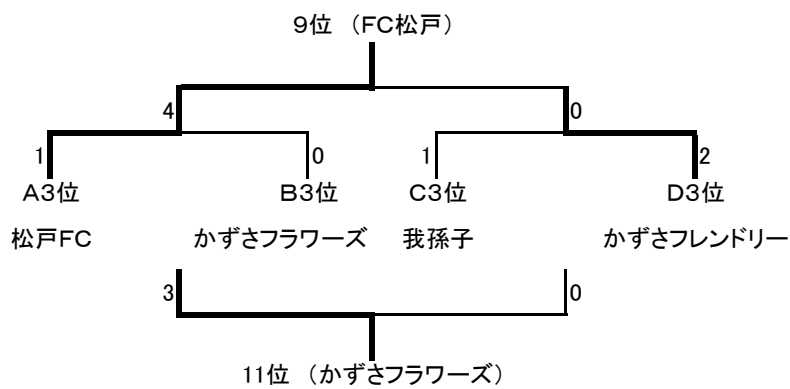 9位 （FC松戸）
4 0
1 0 1 2
A3位 B3位 C3位 D3位
松戸FC かずさフラワーズ 我孫子 かずさフレンドリー
3 0
11位 （かずさフラワーズ）